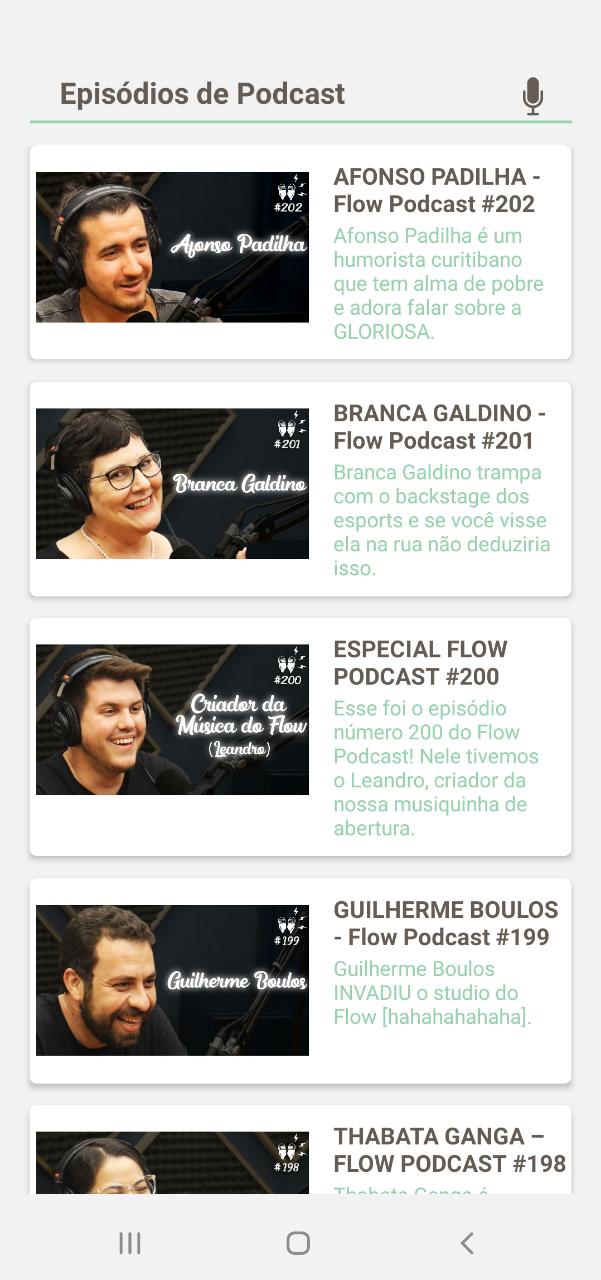 Episódios de Podcast
#202
Afonso Padilha
AFONSO PADILHA -
Flow Podcast #202
Afonso Padilha é um
humorista curitibano
que tem alma de pobre
e adora falar sobre a
GLORIOSA.
#201
Branca Galdino
BRANCA GALDINO -
Flow Podcast #201
Branca Galdino trampa
com o backstage dos
esports e se você visse
ela na rua não deduziria
isso.
#200
Criador da
Música do Flow
(Leandro)
ESPECIAL FLOW
PODCAST #200
Esse foi o episódio
número 200 do Flow
Podcast! Nele tivemos
o Leandro, criador da
nossa musiquinha de
abertura.
#199
Guilherme Boulos
GUILHERME BOULOS
- Flow Podcast #199
Guilherme Boulos
INVADIU o studio do
Flow [hahahahahaha].
#198
THABATA GANGA –
FLOW PODCAST #198
Thabata Ganga é